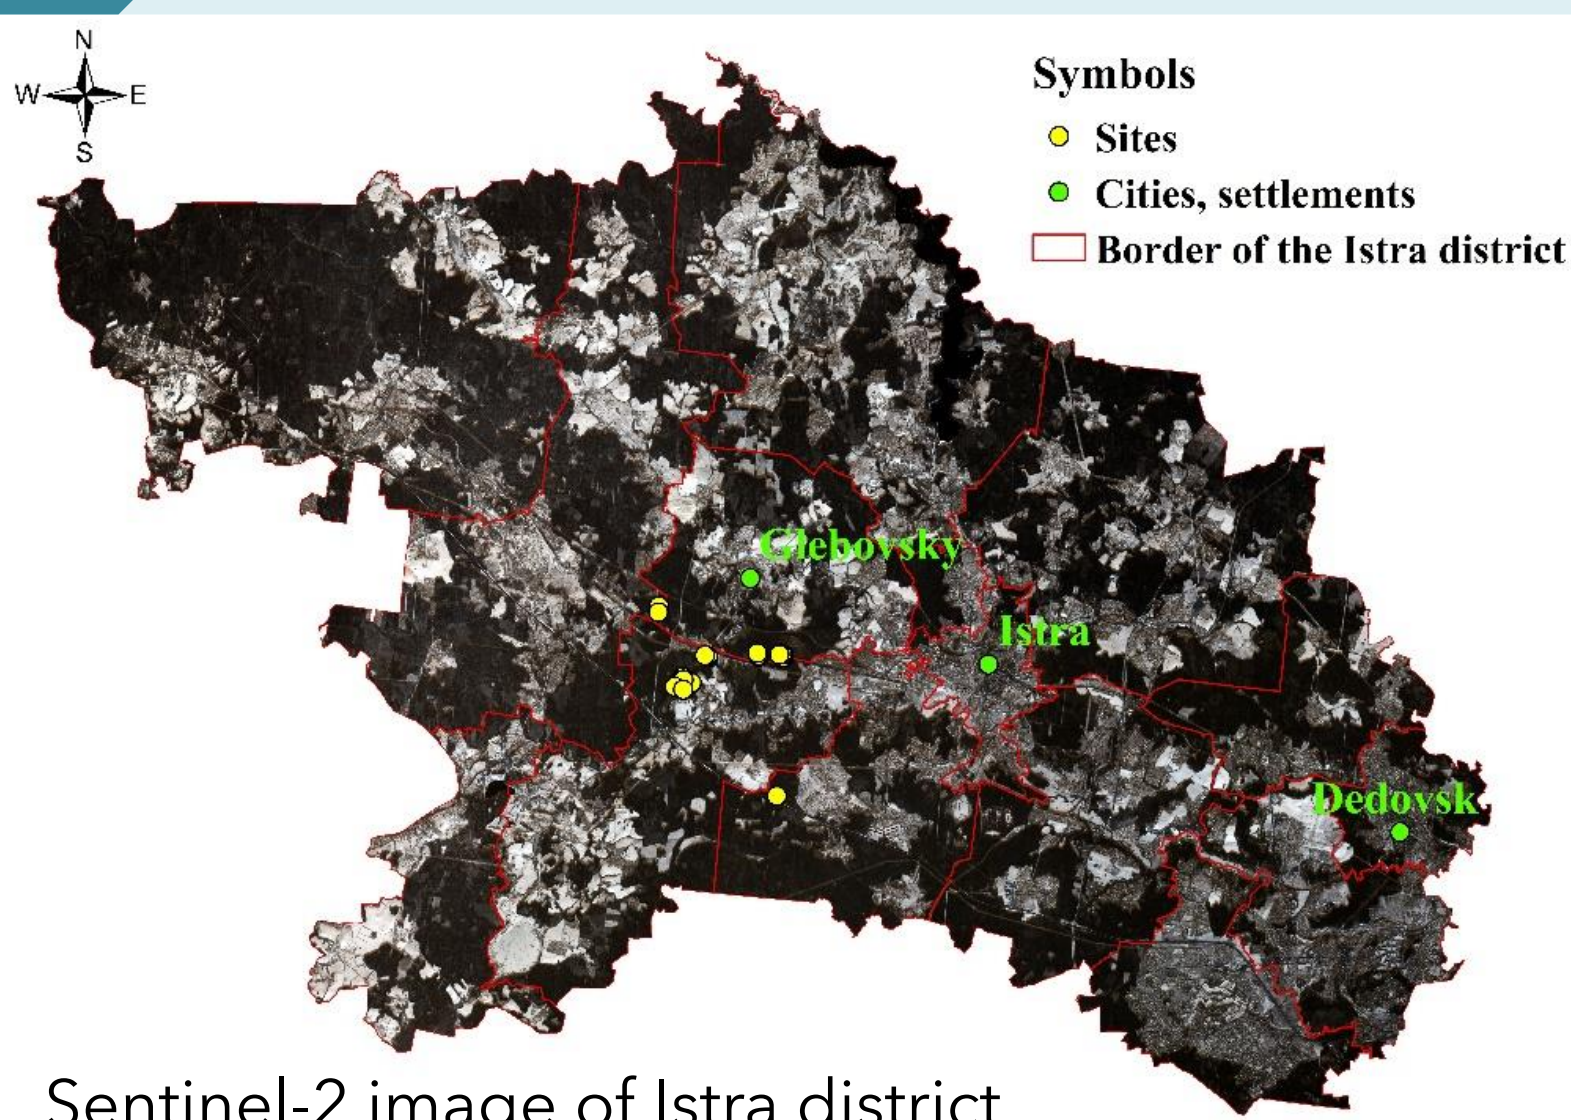 N
W E
S
Symbols
Sites
Cities, settlements
Border of the Istra district
Glebovsky
Istra
Dedovsk
Sentinel-2 image of Istra district